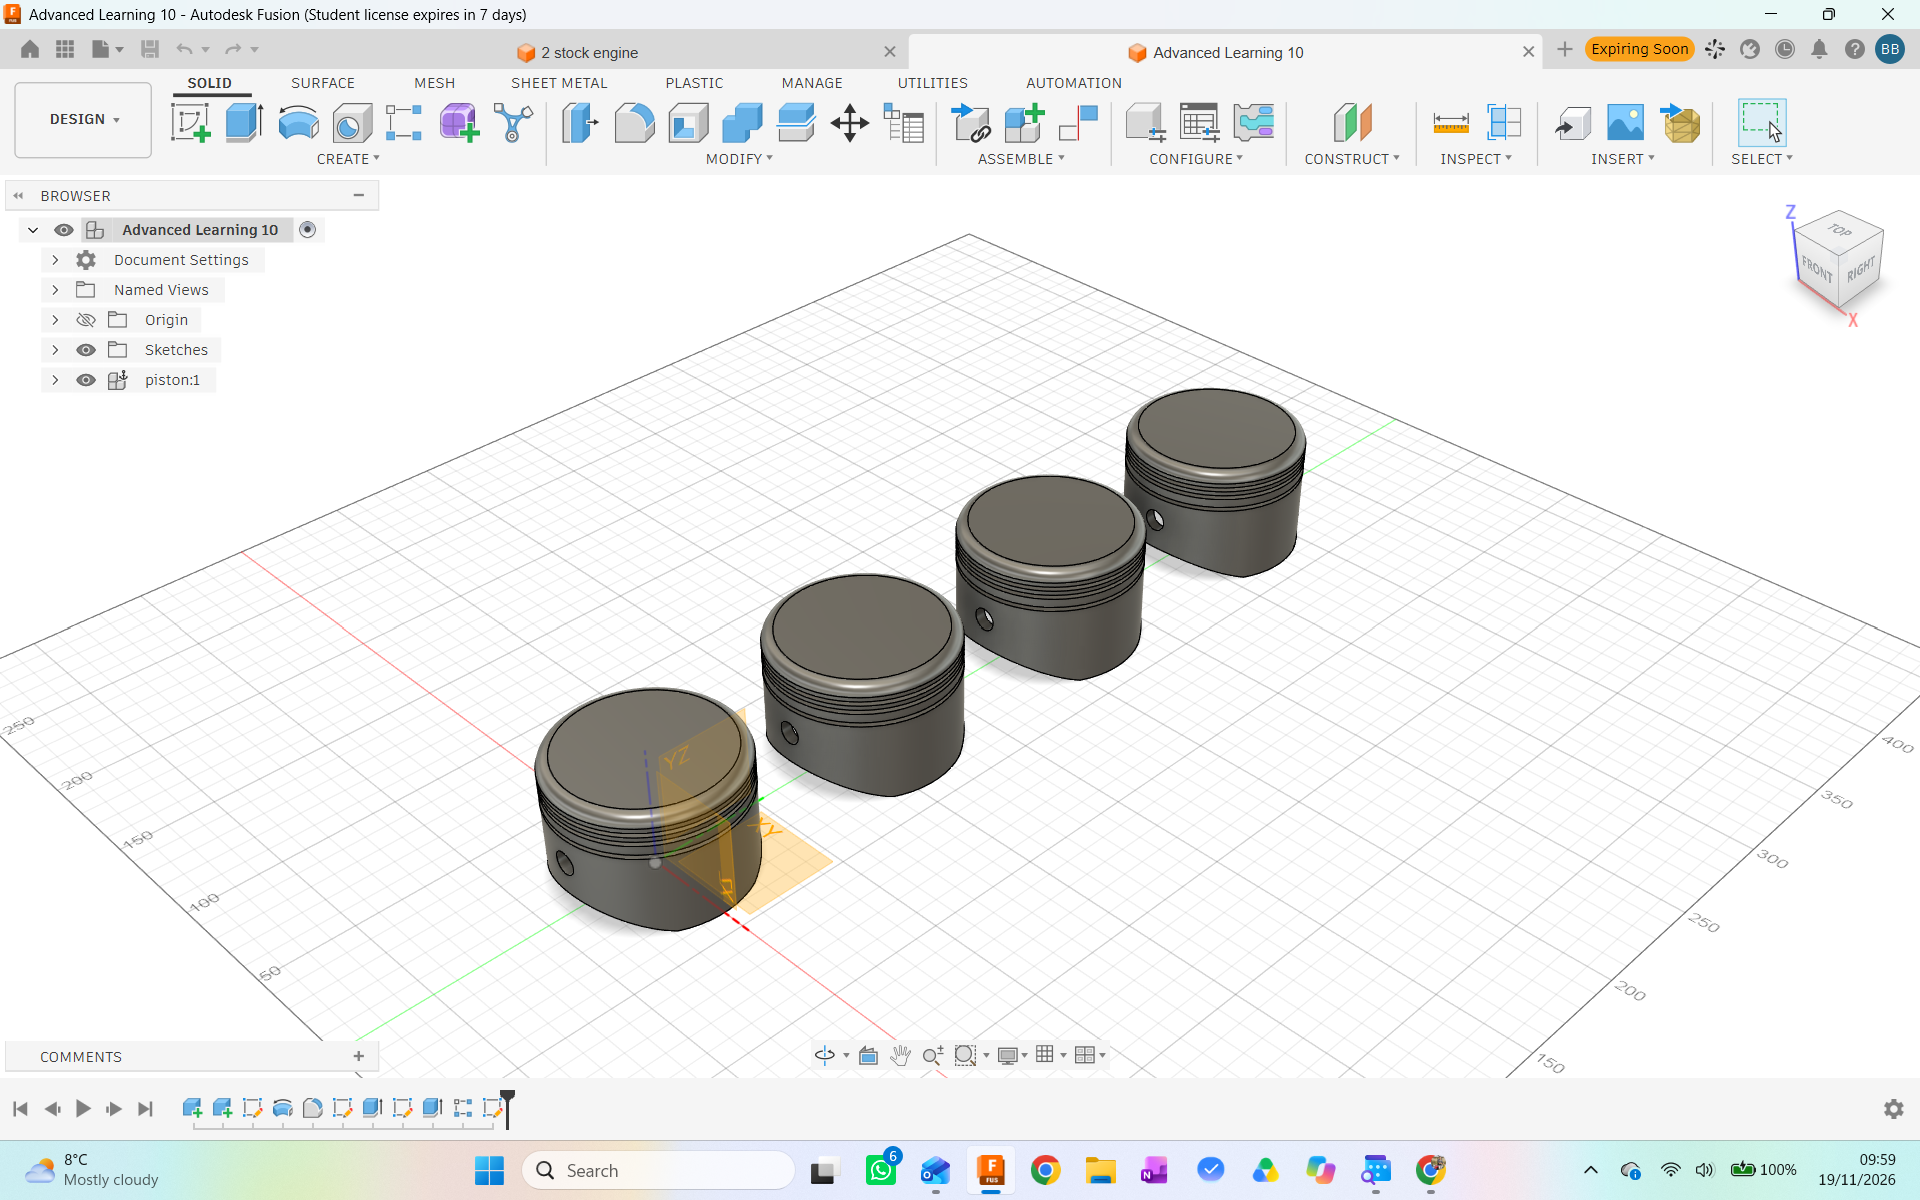 Advanced Learning 10 - Autodesk Fusion (Student license expires in 7 days)
2 stock engine
Advanced Learning 10
Expiring Soon
BB
DESIGN
SOLID
SURFACE
MESH
SHEET METAL
PLASTIC
MANAGE
UTILITIES
AUTOMATION
CREATE
MODIFY
ASSEMBLE
CONFIGURE
CONSTRUCT
INSPECT
INSERT
SELECT
BROWSER
Advanced Learning 10
Document Settings
Named Views
Origin
Sketches
piston:1
Z
TOP
FRONT
RIGHT
X
YZ
XY
250
200
150
100
50
400
350
300
250
200
150
COMMENTS
8°C
Mostly cloudy
Search
6
FUS
100%
09:59
19/11/2026